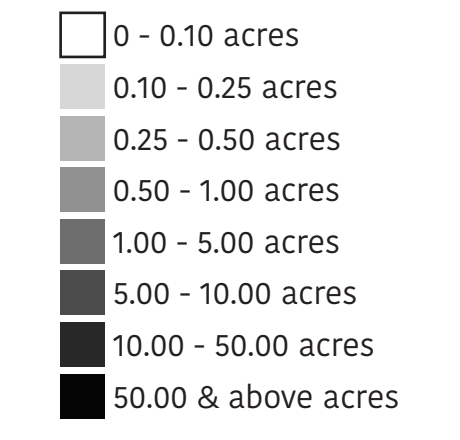 0 - 0.10 acres
0.10 - 0.25 acres
0.25 - 0.50 acres
0.50 - 1.00 acres
1.00 - 5.00 acres
5.00 - 10.00 acres
10.00 - 50.00 acres
50.00 & above acres